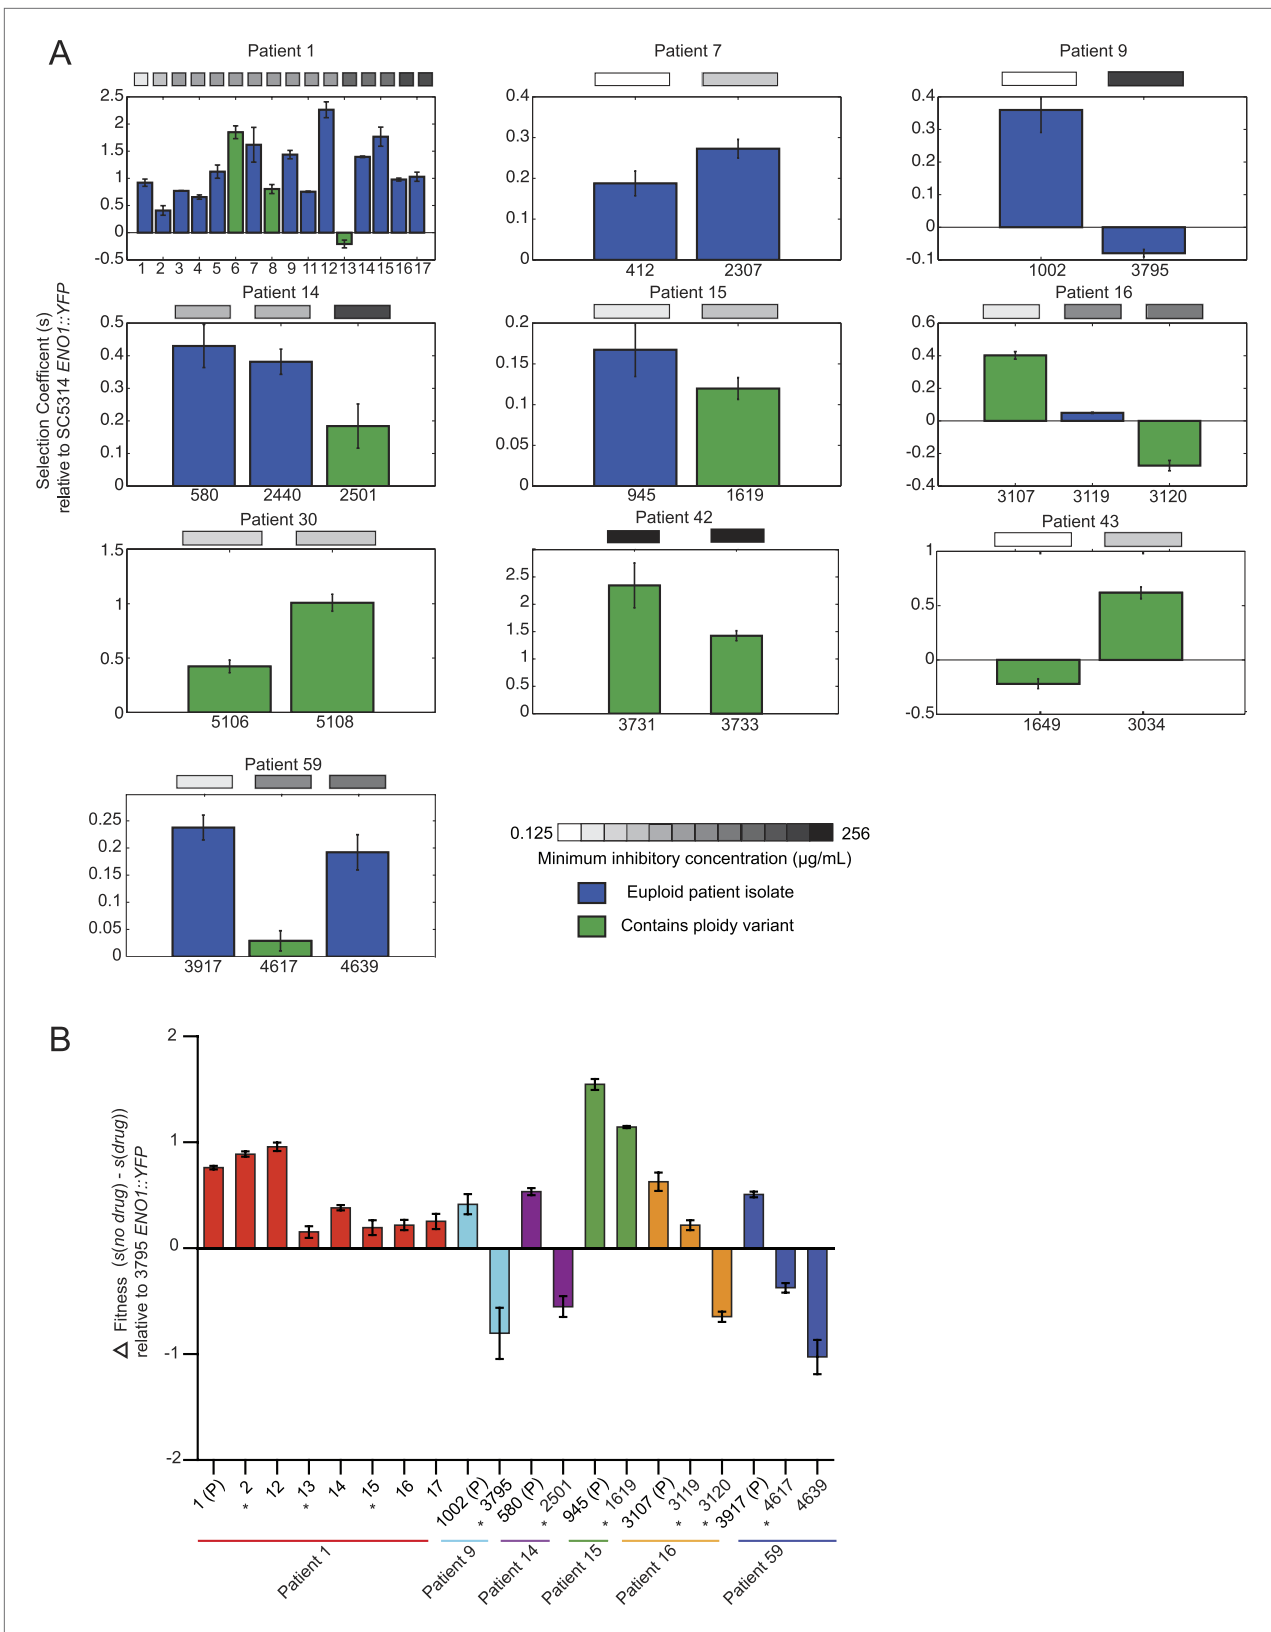 A
Patient 1
2.5
2
1.5
1
0.5
0
-0.5
1 2 3 4 5 6 7 8 9 11 12 13 14 15 16 17
Patient 7
0.4
0.3
0.2
0.1
0
412 2307
Patient 9
0.4
0.3
0.2
0.1
0
-0.1
1002 3795
Selection Coefficent (s)
relative to SC5314 ENO1::YFP
Patient 14
0.5
0.4
0.3
0.2
0.1
0
580 2440 2501
Patient 15
0.2
0.15
0.1
0.05
0
945 1619
Patient 16
0.6
0.4
0.2
0
-0.2
-0.4
3107 3119 3120
Patient 30
1.5
1
0.5
0
5106 5108
Patient 42
2.5
2
1.5
1
0.5
0
3731 3733
Patient 43
1
0.5
0
-0.5
1649 3034
Patient 59
0.25
0.2
0.15
0.1
0.05
0
3917 4617 4639
0.125 256
Minimum inhibitory concentration (µg/mL)
Euploid patient isolate
Contains ploidy variant
B
Δ Fitness (s(no drug) - s(drug))
relative to 3795 ENO1::YFP
2
1
0
-1
-2
1 (P) 2 12 13 14 15 16 17 1002 (P) 3795 580 (P) 2501 945 (P) 1619 3107 (P) 3119 3120 3917 (P) 4617 4639
* * * * * * * * *
Patient 1 Patient 9 Patient 14 Patient 15 Patient 16 Patient 59